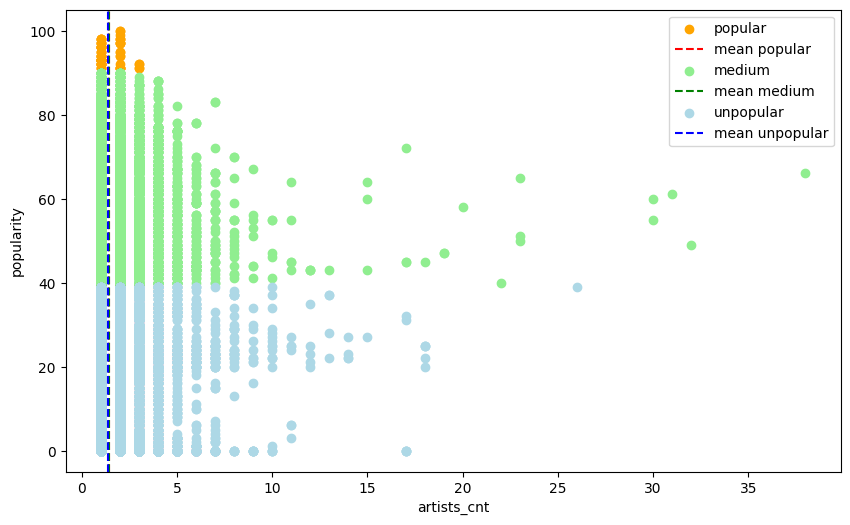 100
80
60
40
20
0
popularity
popular
mean popular
medium
mean medium
unpopular
mean unpopular
0 5 10 15 20 25 30 35
artists_cnt